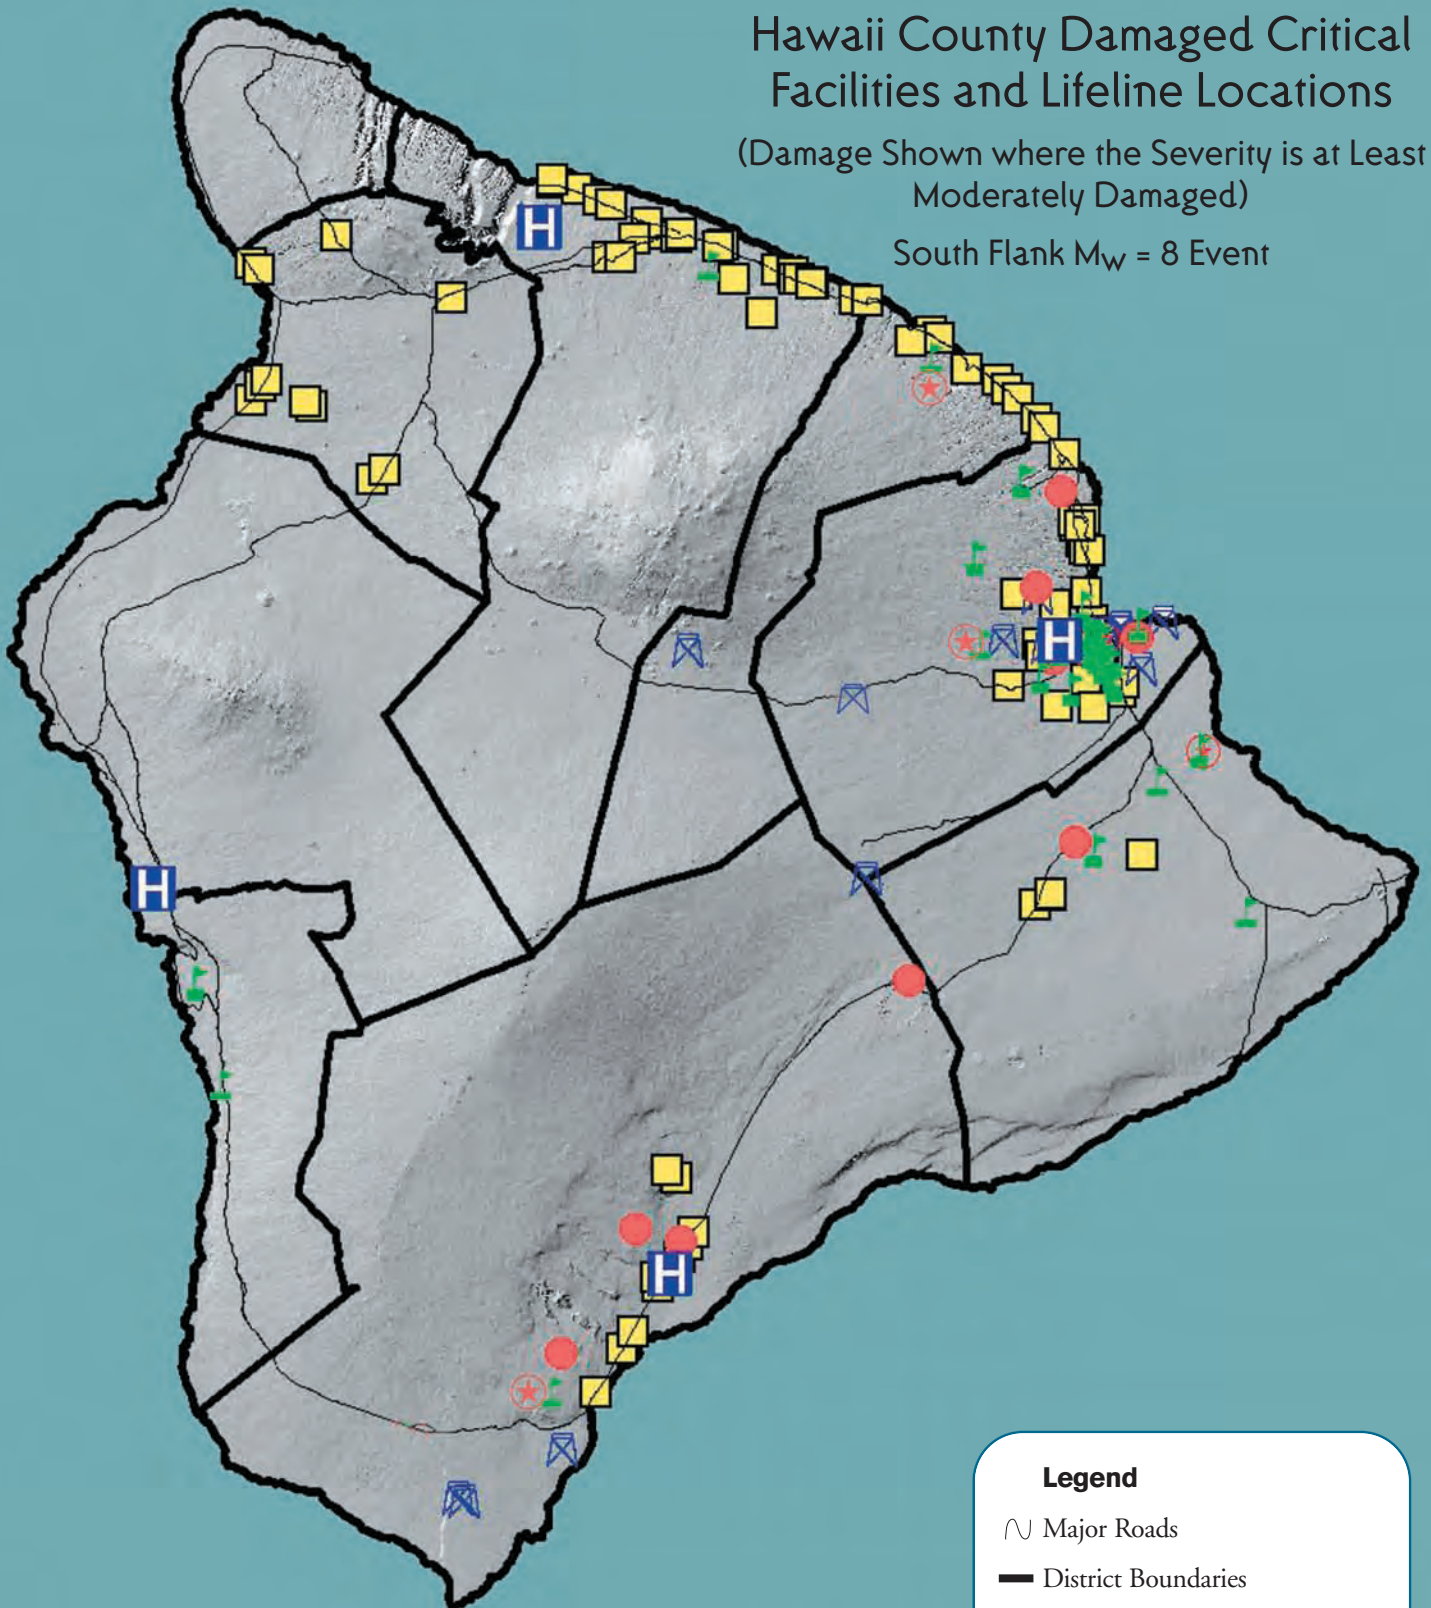 Hawaii County Damaged Critical
Facilities and Lifeline Locations
(Damage Shown where the Severity is at Least
Moderately Damaged)
South Flank Mw = 8 Event
H
H
H
H
Legend
Major Roads
District Boundaries